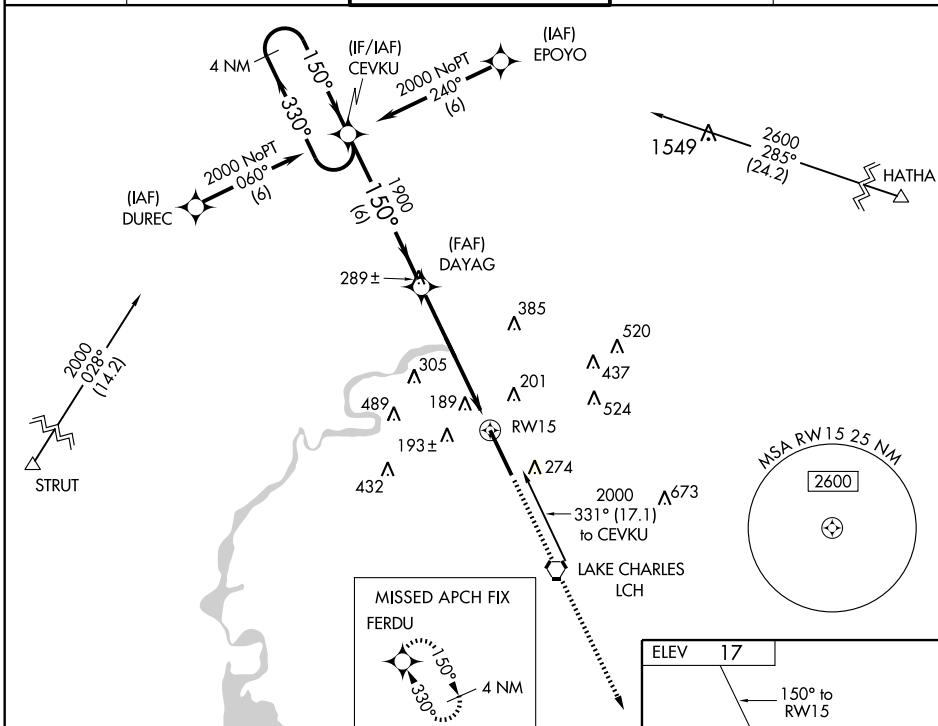 4 NM
150°
330°
(IF/IAF)
CEVKU
(IAF)
EPOYO
2000 NoPT
240°
(6)
1549
2600
285°
(24.2)
HATHA
2000 NoPT
060°
(6)
(IAF)
DUREC
1900
150°
(6)
(FAF)
DAYAG
289±
385
520
437
524
305
201
489
189
193±
RW15
432
274
673
2000
028°
(14.2)
STRUT
2000
331° (17.1)
to CEVKU
LAKE CHARLES
LCH
MSA RW15 25 NM
2600
MISSED APCH FIX
FERDU
150°
330°
4 NM
ELEV 17
150° to
RW15